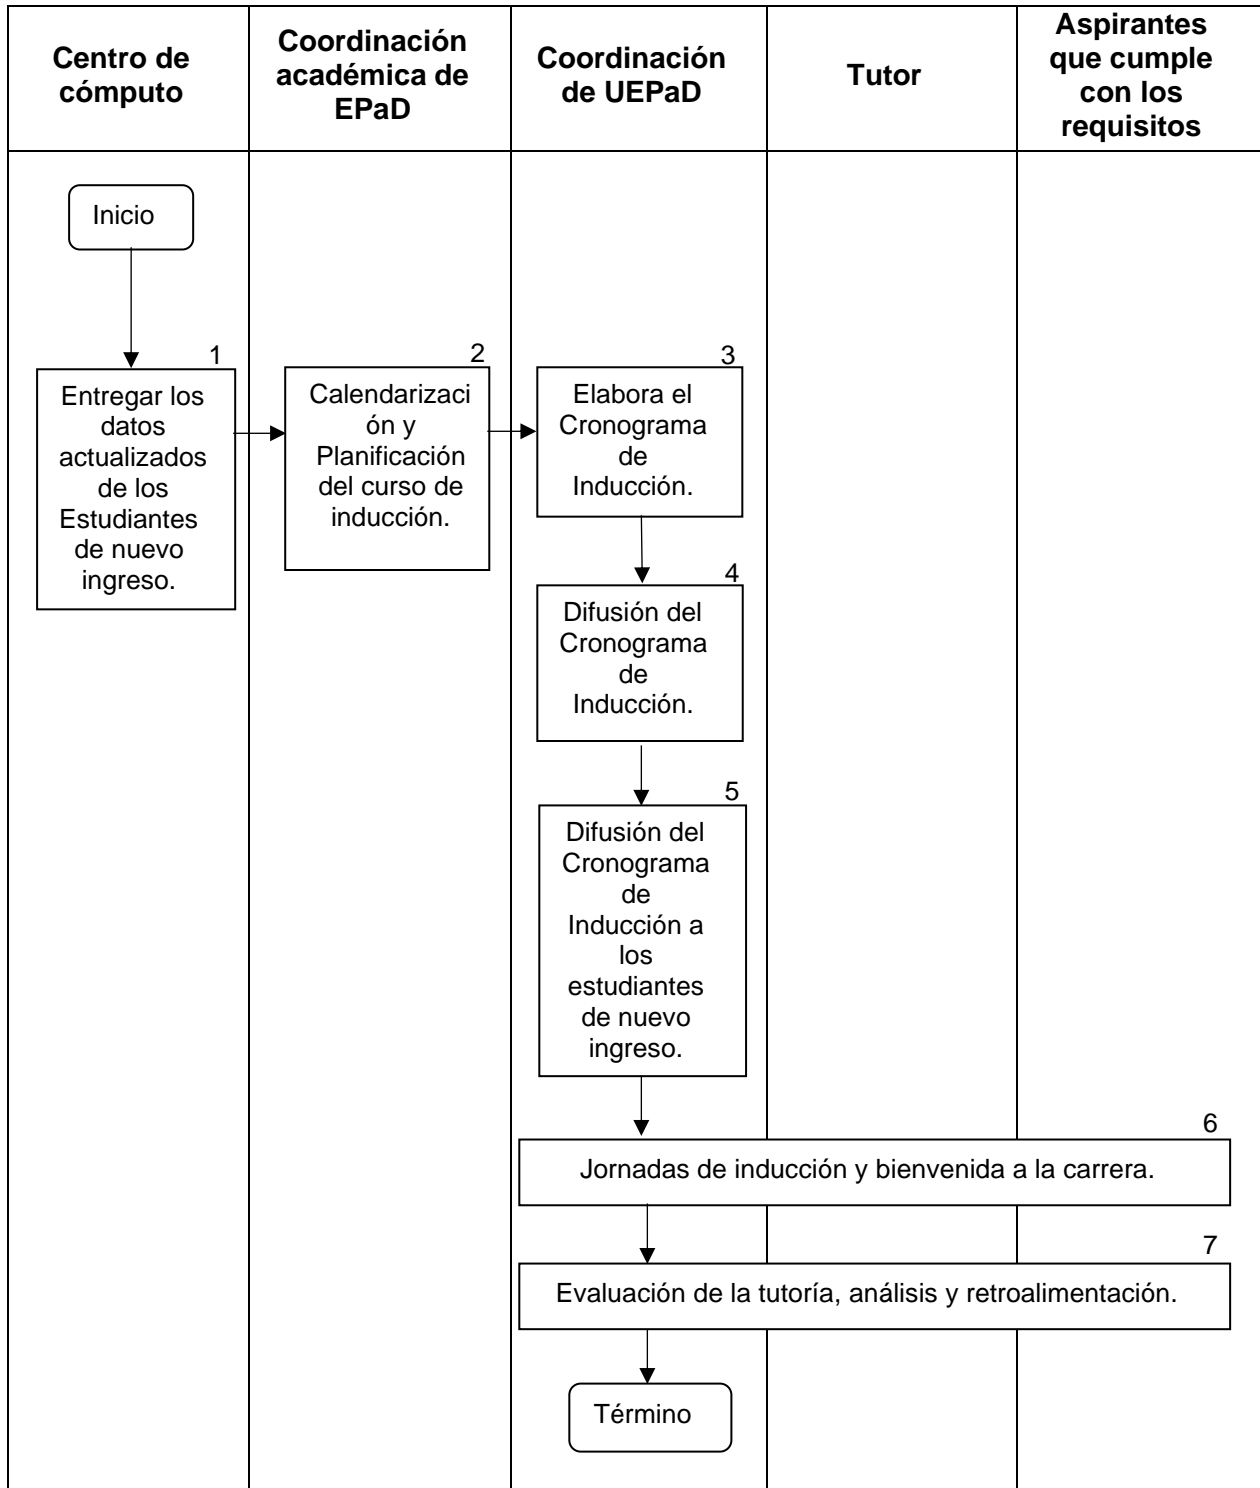 Centro de
cómputo
Coordinación
académica de
EPaD
Coordinación
de UEPaD
Tutor
Aspirantes
que cumple
con los
requisitos
Inicio
1
Entregar los
datos
actualizados
de los
Estudiantes
de nuevo
ingreso.
2
Calendarizaci
ón y
Planificación
del curso de
inducción.
3
Elabora el
Cronograma
de
Inducción.
4
Difusión del
Cronograma
de
Inducción.
5
Difusión del
Cronograma
de
Inducción a
los
estudiantes
de nuevo
ingreso.
6
Jornadas de inducción y bienvenida a la carrera.
7
Evaluación de la tutoría, análisis y retroalimentación.
Término